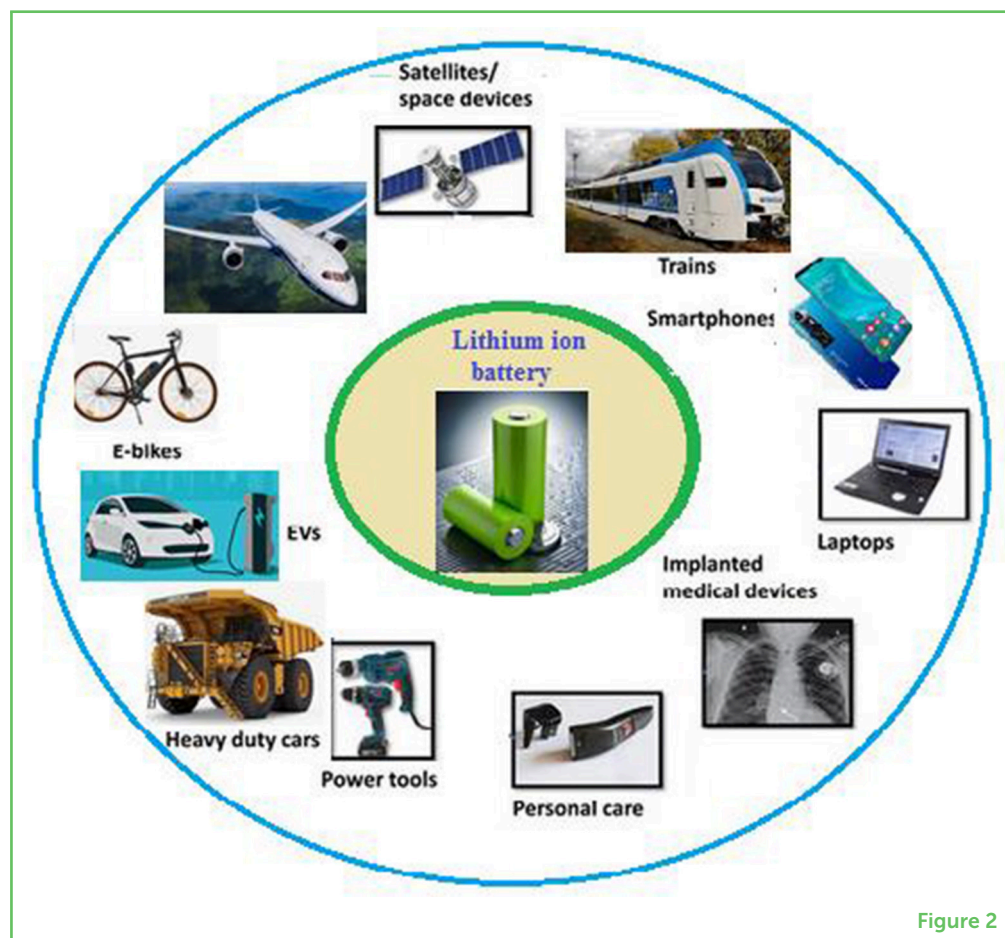 Satellites/
space devices
Trains
Smartphones
Lithium ion
battery
E-bikes
EVs
Laptops
Implanted
medical devices
Heavy duty cars
Power tools
Personal care
Figure 2